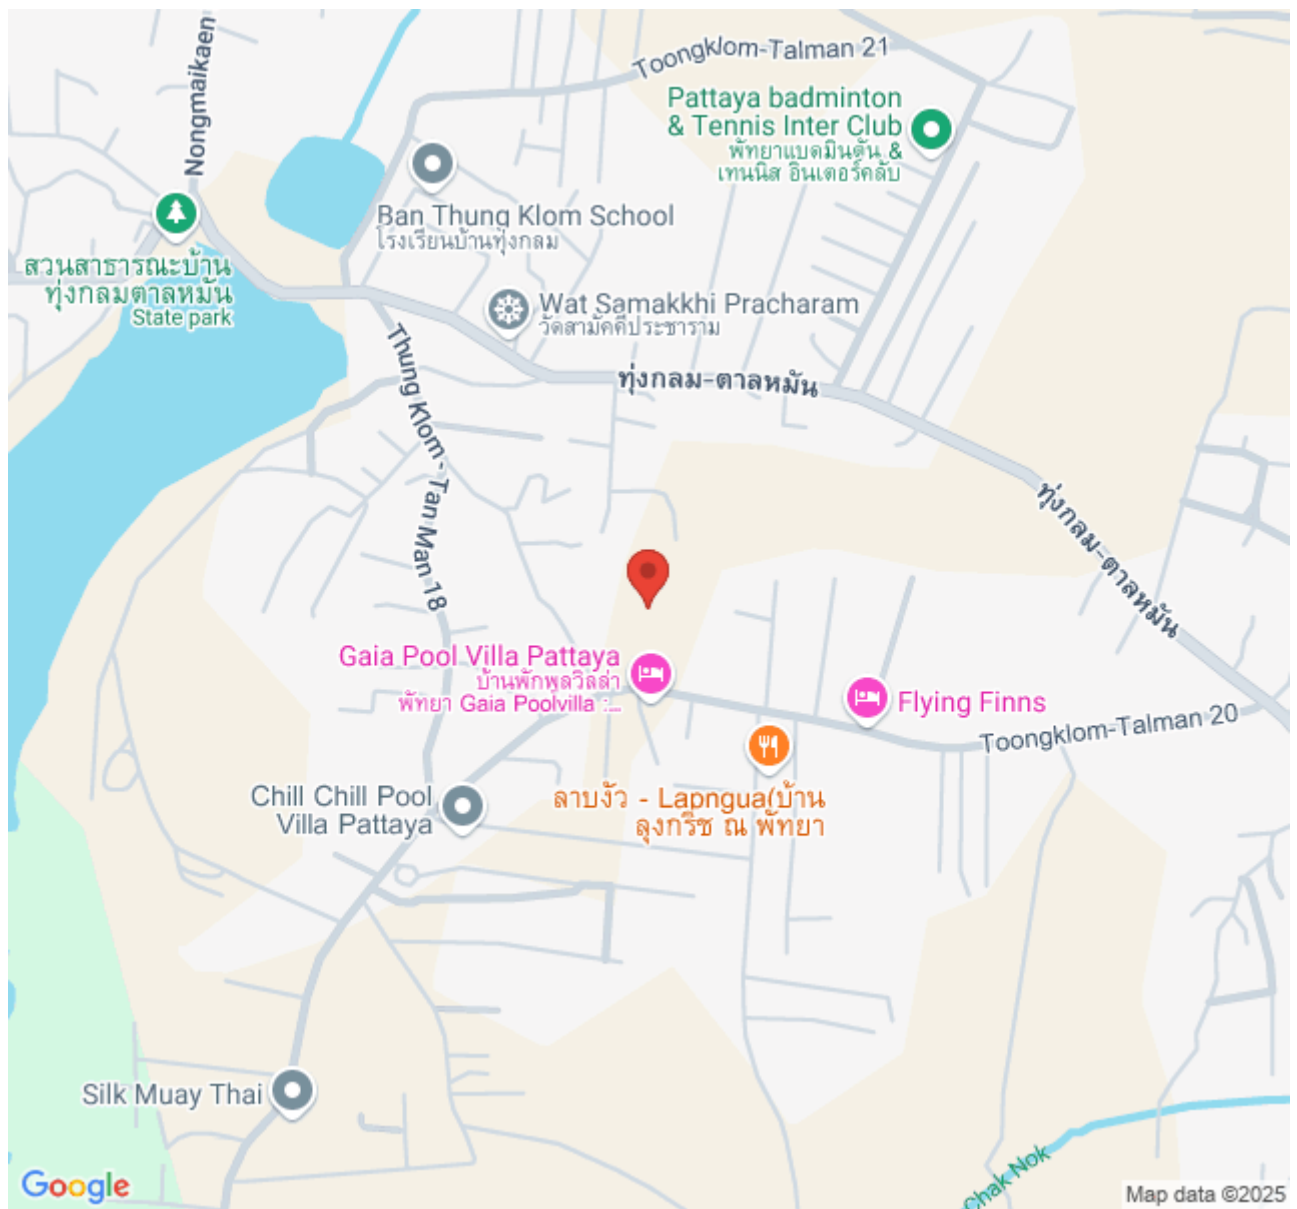 Nongmaikaen
Toongklom-Talman 21
Pattaya badminton
& Tennis Inter Club
พัทยาแบดมินตัน &
เทนนิส อินเตอร์คลับ
Ban Thung Klom School
โรงเรียนบ้านทุ่งกลม
สวนสาธารณะบ้าน
ทุ่งกลมตาลหมัน
State park
Wat Samakkhi Pracharam
วัดสามัคคีประชาราม
ทุ่งกลม-ตาลหมัน
Thung Klom - Tan Man 18
ทุ่งกลม-ตาลหมัน
Gaia Pool Villa Pattaya
บ้านพักพูลวิลล่า
พัทยา Gaia Poolvilla :...
Flying Finns
Toongklom-Talman 20
ลาบงัว - Lapngua(บ้าน
ลุงกริช ณ พัทยา
Chill Chill Pool
Villa Pattaya
Silk Muay Thai
Chak Nok
Google
Map data ©2025